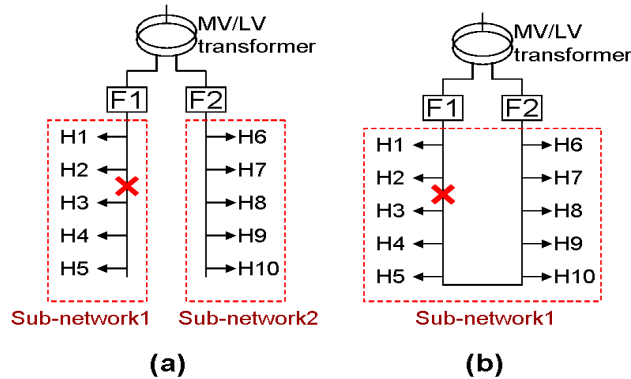 MV/LV
transformer
F1 F2
H1 H6
H2 H7
H3 H8
H4 H9
H5 H10
Sub-network1 Sub-network2
(a)
MV/LV
transformer
F1 F2
H1 H6
H2 H7
H3 H8
H4 H9
H5 H10
Sub-network1
(b)